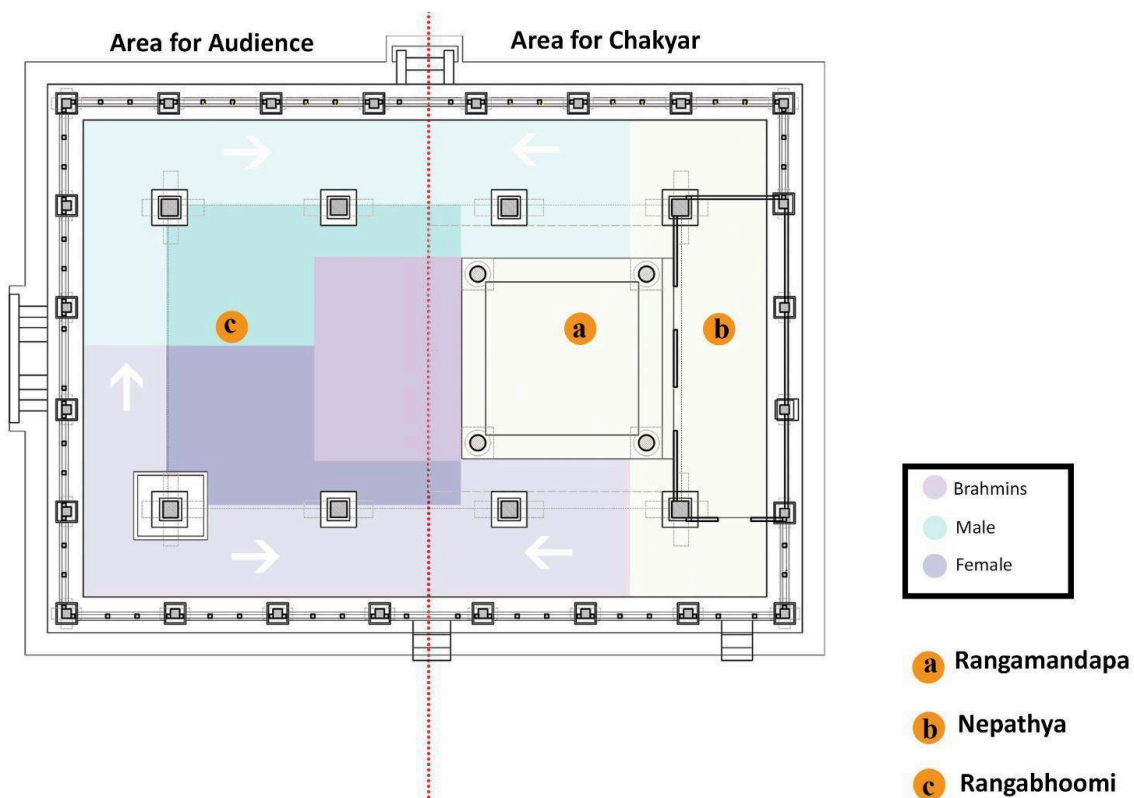 Area for Audience
Area for Chakyar
c
a
b
Brahmins
Male
Female
a Rangamandapa
b Nepathya
c Rangabhoomi